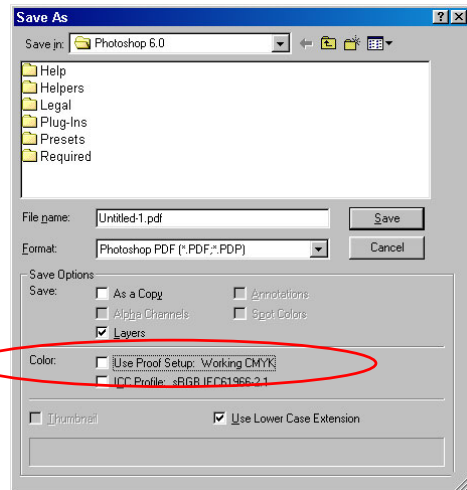 Save As
Save in: Photoshop 6.0
Help
Helpers
Legal
Plug-Ins
Presets
Required
File name: Untitled-1.pdf Save
Format: Photoshop PDF (*.PDF;*.PDP) Cancel
Save Options
Save: As a Copy Annotations
Alpha Channels Spot Colors
Layers
Color: Use Proof Setup: Working CMYK
ICC Profile: sRGB IEC61966-2.1
Thumbnail Use Lower Case Extension